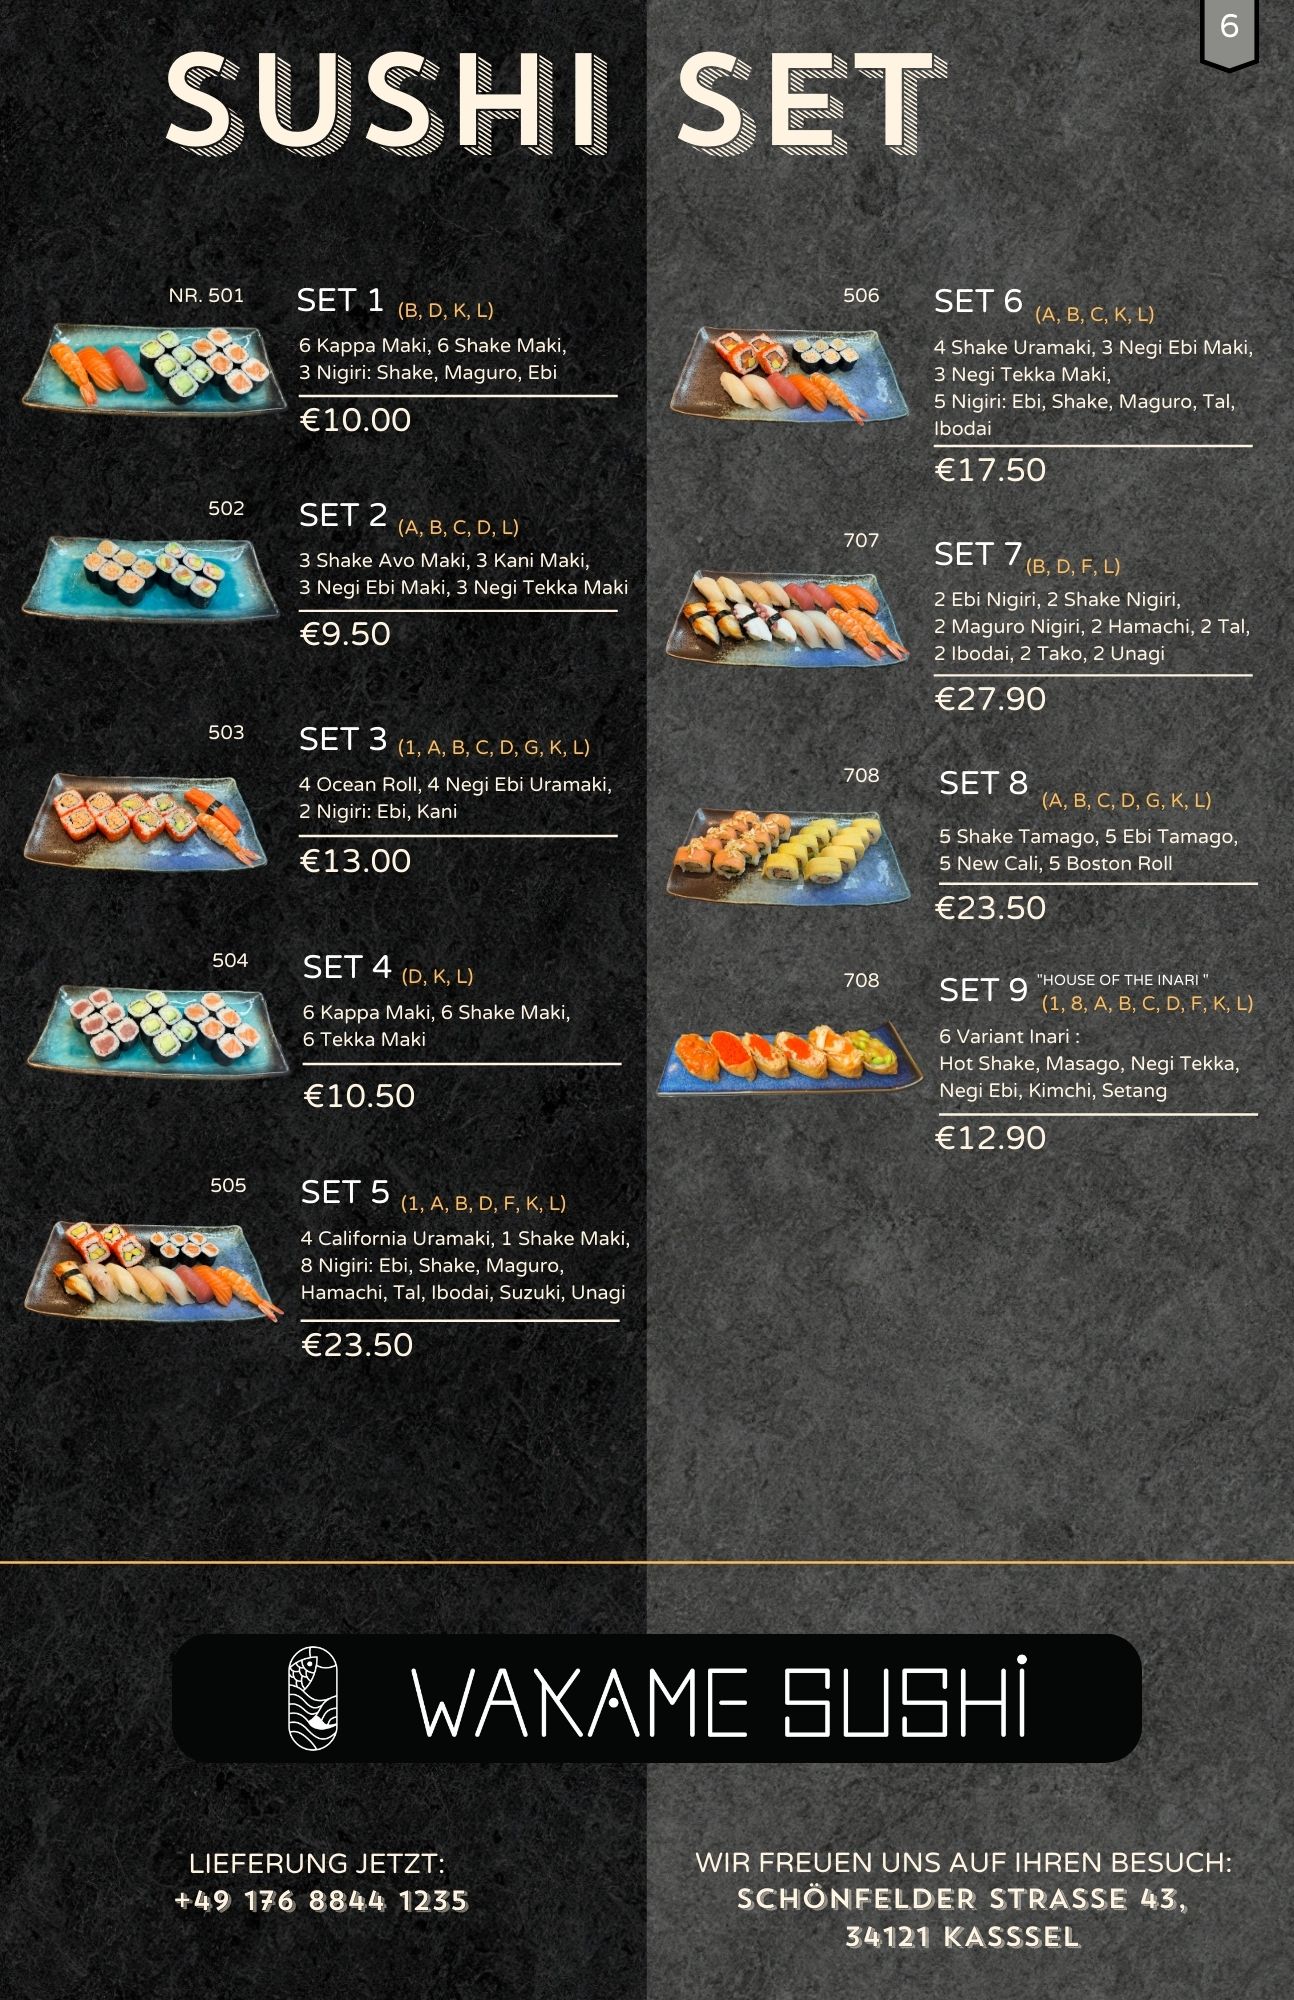 6
SUSHI SET
NR. 501
SET 1 (B, D, K, L)
6 Kappa Maki, 6 Shake Maki,
3 Nigiri: Shake, Maguro, Ebi
€10.00
502
SET 2 (A, B, C, D, L)
3 Shake Avo Maki, 3 Kani Maki,
3 Negi Ebi Maki, 3 Negi Tekka Maki
€9.50
503
SET 3 (1, A, B, C, D, G, K, L)
4 Ocean Roll, 4 Negi Ebi Uramaki,
2 Nigiri: Ebi, Kani
€13.00
504
SET 4 (D, K, L)
6 Kappa Maki, 6 Shake Maki,
6 Tekka Maki
€10.50
505
SET 5 (1, A, B, D, F, K, L)
4 California Uramaki, 1 Shake Maki,
8 Nigiri: Ebi, Shake, Maguro,
Hamachi, Tal, Ibodai, Suzuki, Unagi
€23.50
506
SET 6 (A, B, C, K, L)
4 Shake Uramaki, 3 Negi Ebi Maki,
3 Negi Tekka Maki,
5 Nigiri: Ebi, Shake, Maguro, Tal,
Ibodai
€17.50
707
SET 7 (B, D, F, L)
2 Ebi Nigiri, 2 Shake Nigiri,
2 Maguro Nigiri, 2 Hamachi, 2 Tal,
2 Ibodai, 2 Tako, 2 Unagi
€27.90
708
SET 8 (A, B, C, D, G, K, L)
5 Shake Tamago, 5 Ebi Tamago,
5 New Cali, 5 Boston Roll
€23.50
708
SET 9 "HOUSE OF THE INARI "
(1, 8, A, B, C, D, F, K, L)
6 Variant Inari :
Hot Shake, Masago, Negi Tekka,
Negi Ebi, Kimchi, Setang
€12.90
WAKAME SUSHI
LIEFERUNG JETZT:
+49 176 8844 1235
WIR FREUEN UNS AUF IHREN BESUCH:
SCHÖNFELDER STRASSE 43,
34121 KASSSEL